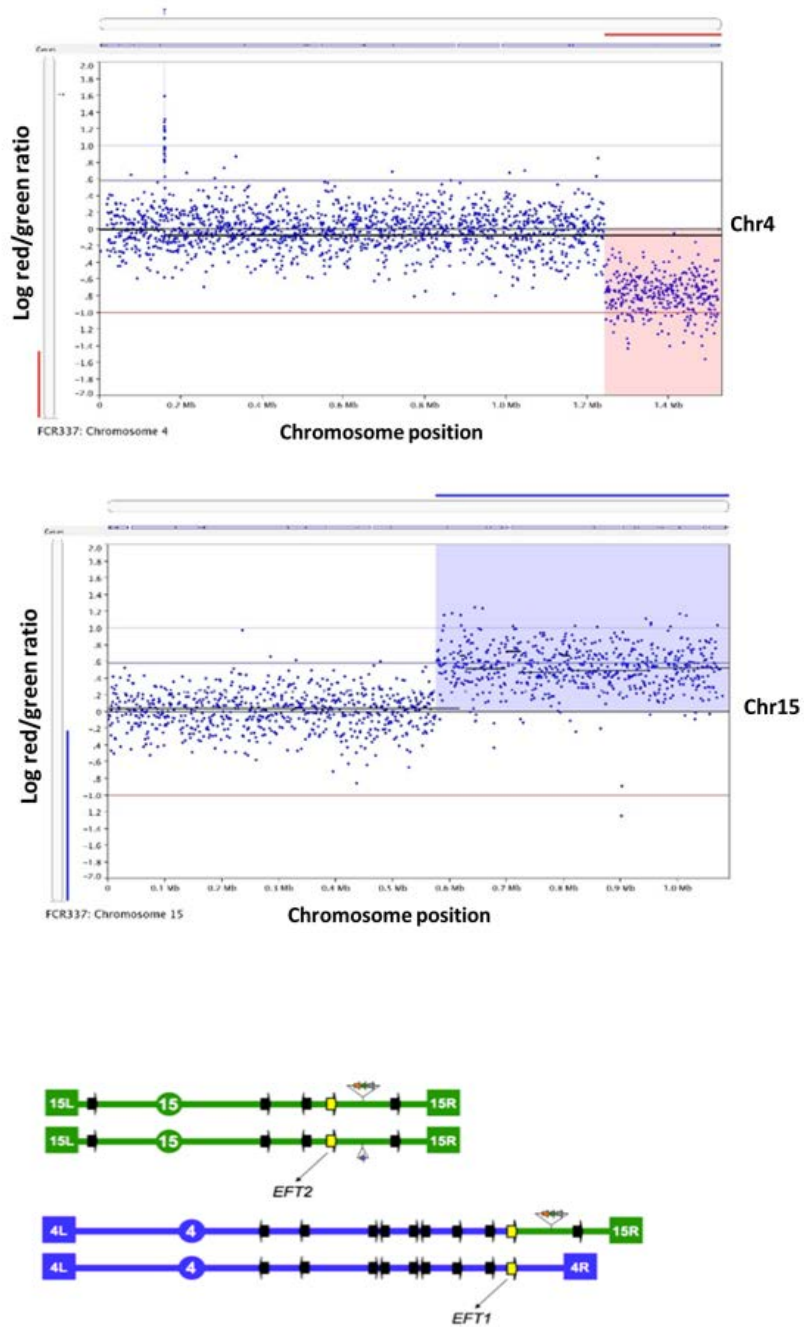 Genes
2.0
1.8
1.6
1.4
1.2
1.0
.8
.6
.4
.2
0
-.2
-.4
-.6
.8
-1.0
1.2
-1.4
-1.6
-1.8
-2.0
Log red/green ratio
Chr4
0 0.2 Mb 0.4 Mb 0.6 Mb 0.8 Mb 1.0 Mb 1.2 Mb 1.4 Mb
FCR337: Chromosome 4
Chromosome position
Genes
2.0
1.8
1.6
1.4
1.2
1.0
.8
.6
.4
.2
0
-.2
-.4
.6
.8
-1.0
-1.2
1.4
-1.6
-1.8
-2.0
Log red/green ratio
Chr15
0 0.1 Mb 0.2 Mb 0.3 Mb 0.4 Mb 0.5 Mb 0.6 Mb 0.7 Mb 0.8 Mb 0.9 Mb 1.0 Mb
FCR337: Chromosome 15
Chromosome position
15L 15 15R
15L 15 15R
EFT2
4L 4 15R
4L 4 4R
EFT1